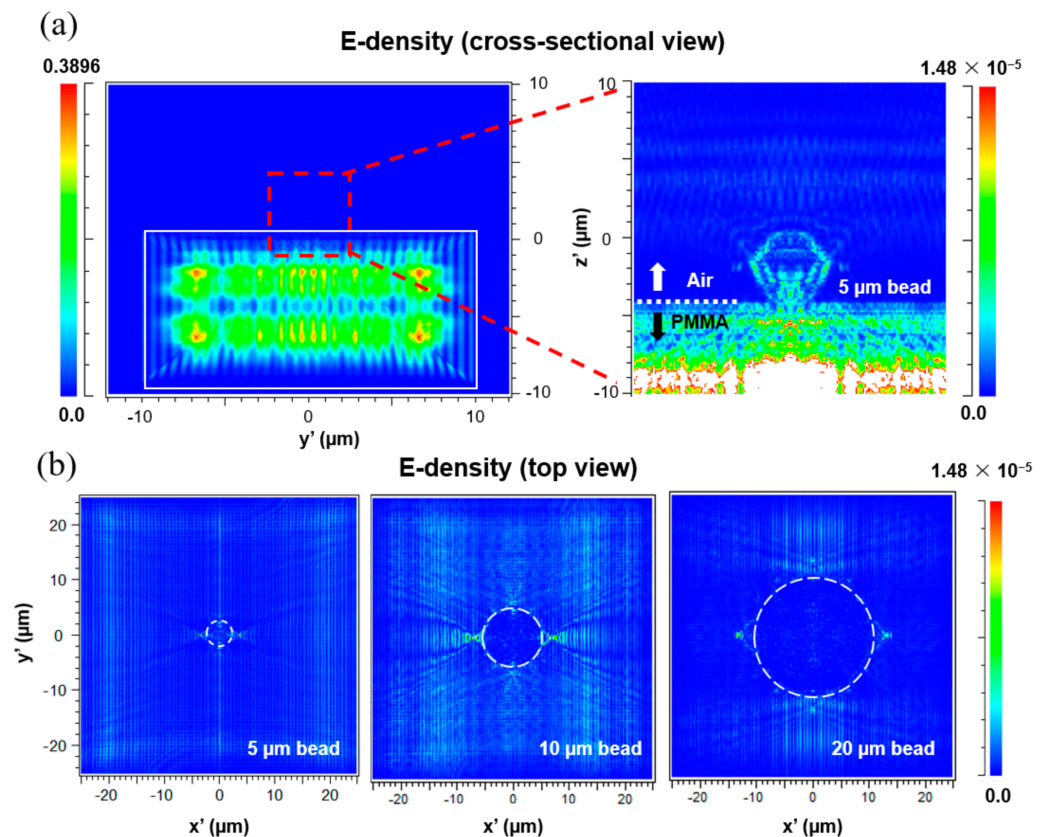 (a)
E-density (cross-sectional view)
0.3896
1.48 × 10⁻⁵
10
0
-10
10
0
-10
z' (µm)
Air
5 µm bead
PMMA
0.0
0.0
-10
0
10
y' (µm)
(b)
E-density (top view)
1.48 × 10⁻⁵
20
10
0
-10
-20
y' (µm)
5 µm bead
10 µm bead
20 µm bead
0.0
-20 -10 0 10 20
-20 -10 0 10 20
-20 -10 0 10 20
x' (µm)
x' (µm)
x' (µm)